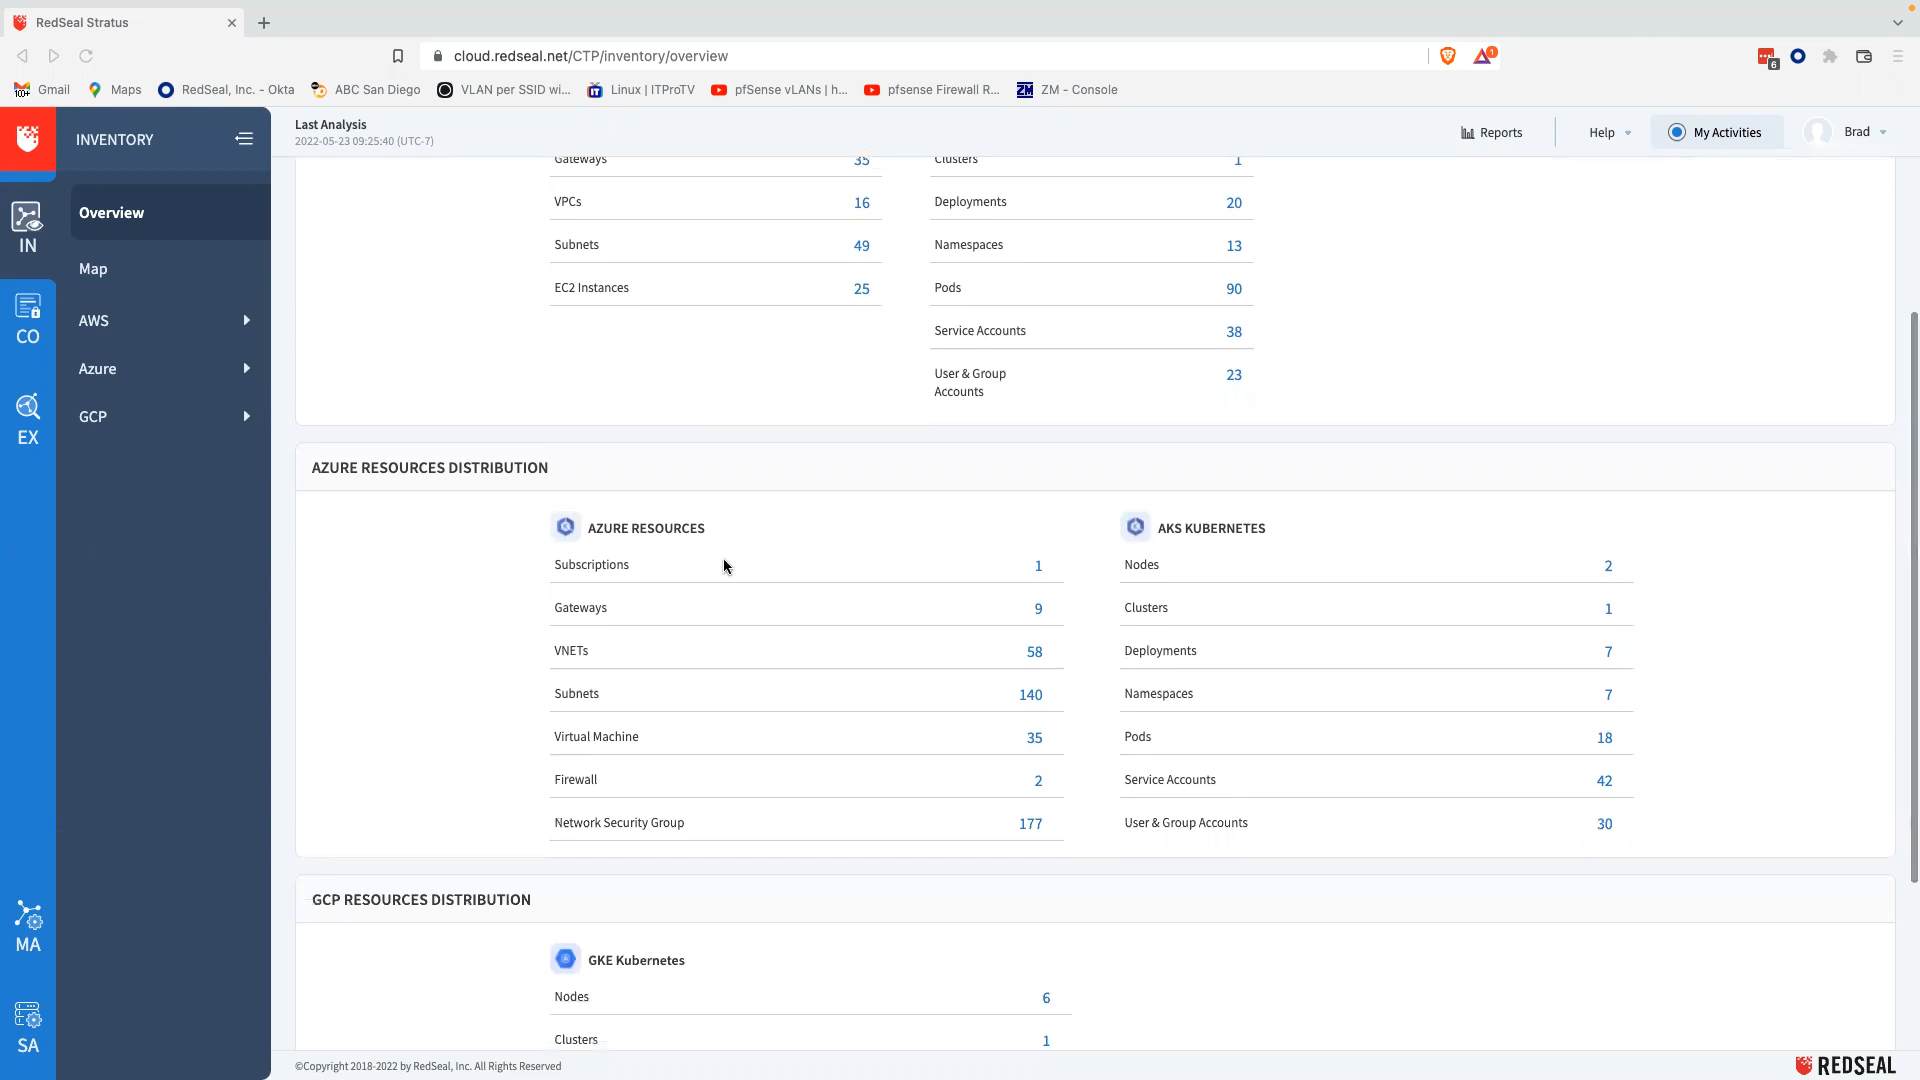 RedSeal Stratus
cloud.redseal.net/CTP/inventory/overview
1
6
Gmail
Maps
RedSeal, Inc. - Okta
ABC San Diego
VLAN per SSID wi...
Linux | ITProTV
pfSense vLANs | h...
pfsense Firewall R...
ZM - Console
INVENTORY
Last Analysis
2022-05-23 09:25:40 (UTC-7)
Reports
Help
My Activities
Brad
IN
CO
EX
MA
SA
Overview
Map
AWS
Azure
GCP
Gateways 35
VPCs 16
Subnets 49
EC2 Instances 25
Clusters 1
Deployments 20
Namespaces 13
Pods 90
Service Accounts 38
User & Group 23
Accounts
AZURE RESOURCES DISTRIBUTION
AZURE RESOURCES
Subscriptions 1
Gateways 9
VNETs 58
Subnets 140
Virtual Machine 35
Firewall 2
Network Security Group 177
AKS KUBERNETES
Nodes 2
Clusters 1
Deployments 7
Namespaces 7
Pods 18
Service Accounts 42
User & Group Accounts 30
GCP RESOURCES DISTRIBUTION
GKE Kubernetes
Nodes 6
Clusters 1
©Copyright 2018-2022 by RedSeal, Inc. All Rights Reserved
REDSEAL